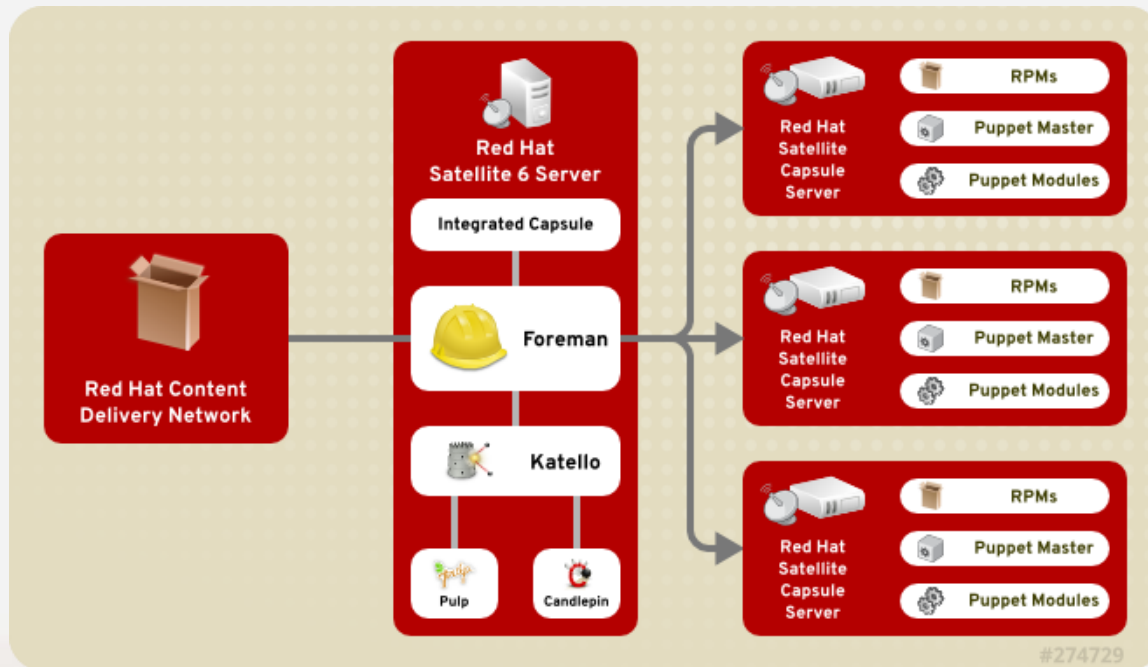 Red Hat Content
Delivery Network
Red Hat
Satellite 6 Server
Integrated Capsule
Foreman
Katello
pulp
Pulp
Candlepin
Red Hat
Satellite
Capsule
Server
RPMs
Puppet Master
Puppet Modules
Red Hat
Satellite
Capsule
Server
RPMs
Puppet Master
Puppet Modules
Red Hat
Satellite
Capsule
Server
RPMs
Puppet Master
Puppet Modules
#274729